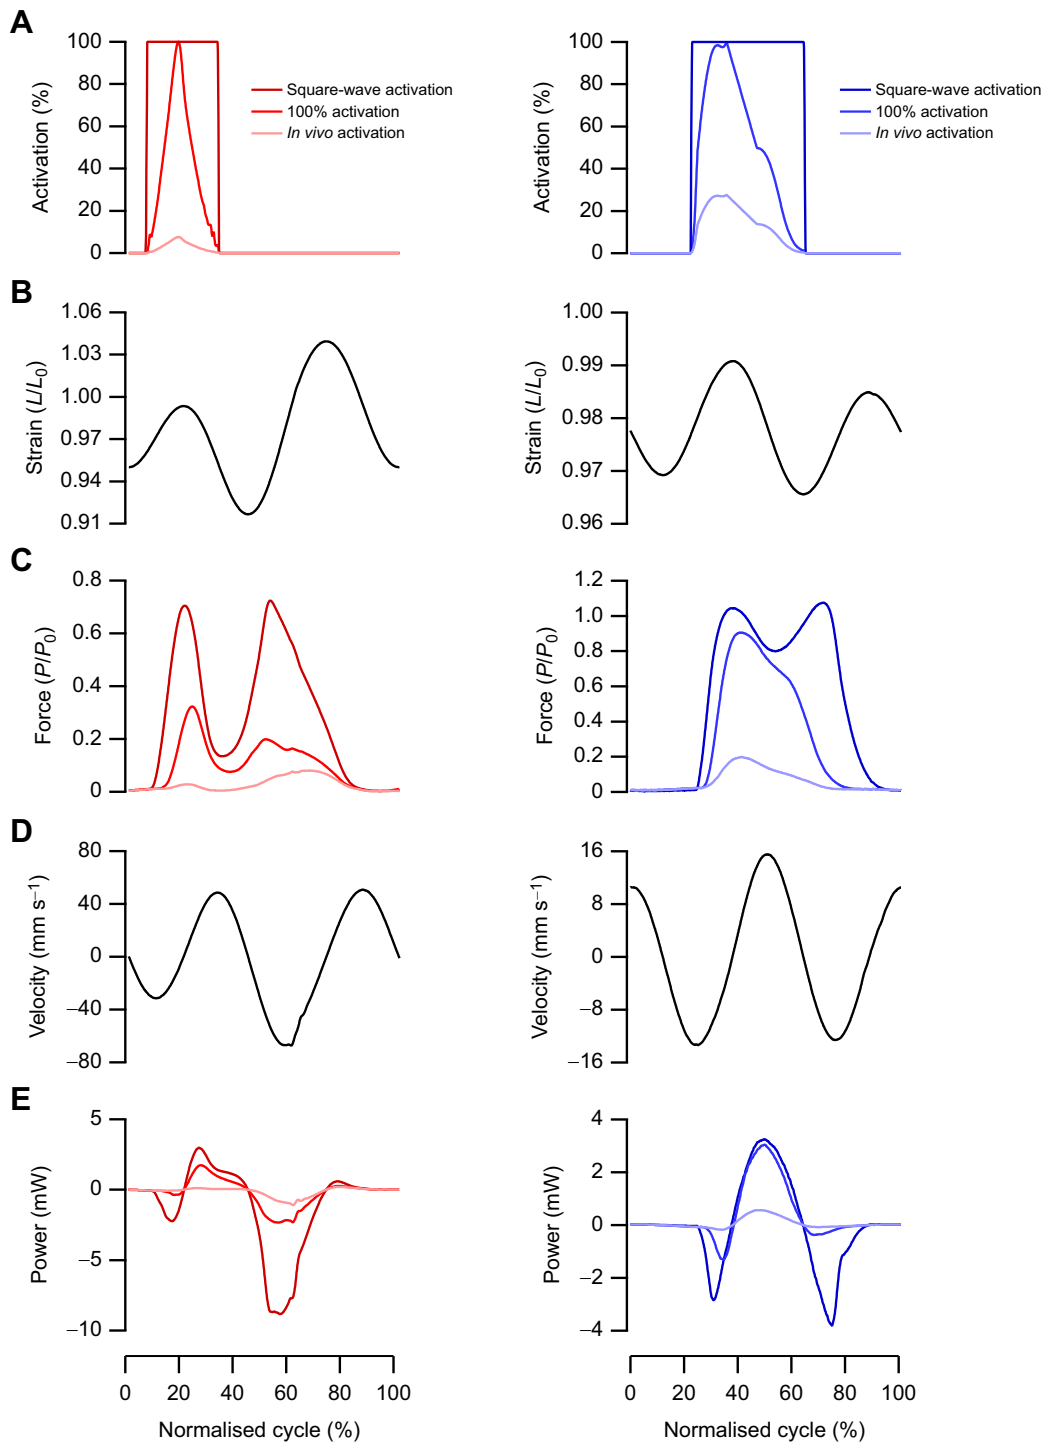 A
Activation (%)
100
80
60
40
20
0
Square-wave activation
100% activation
In vivo activation
Activation (%)
100
80
60
40
20
0
Square-wave activation
100% activation
In vivo activation
B
Strain (L/L0)
1.06
1.03
1.00
0.97
0.94
0.91
Strain (L/L0)
1.00
0.99
0.98
0.97
0.96
C
Force (P/P0)
0.8
0.6
0.4
0.2
0
Force (P/P0)
1.2
1.0
0.8
0.6
0.4
0.2
0
D
Velocity (mm s−1)
80
40
0
−40
−80
Velocity (mm s−1)
16
8
0
−8
−16
E
Power (mW)
5
0
−5
−10
Power (mW)
4
2
0
−2
−4
0 20 40 60 80 100
Normalised cycle (%)
0 20 40 60 80 100
Normalised cycle (%)